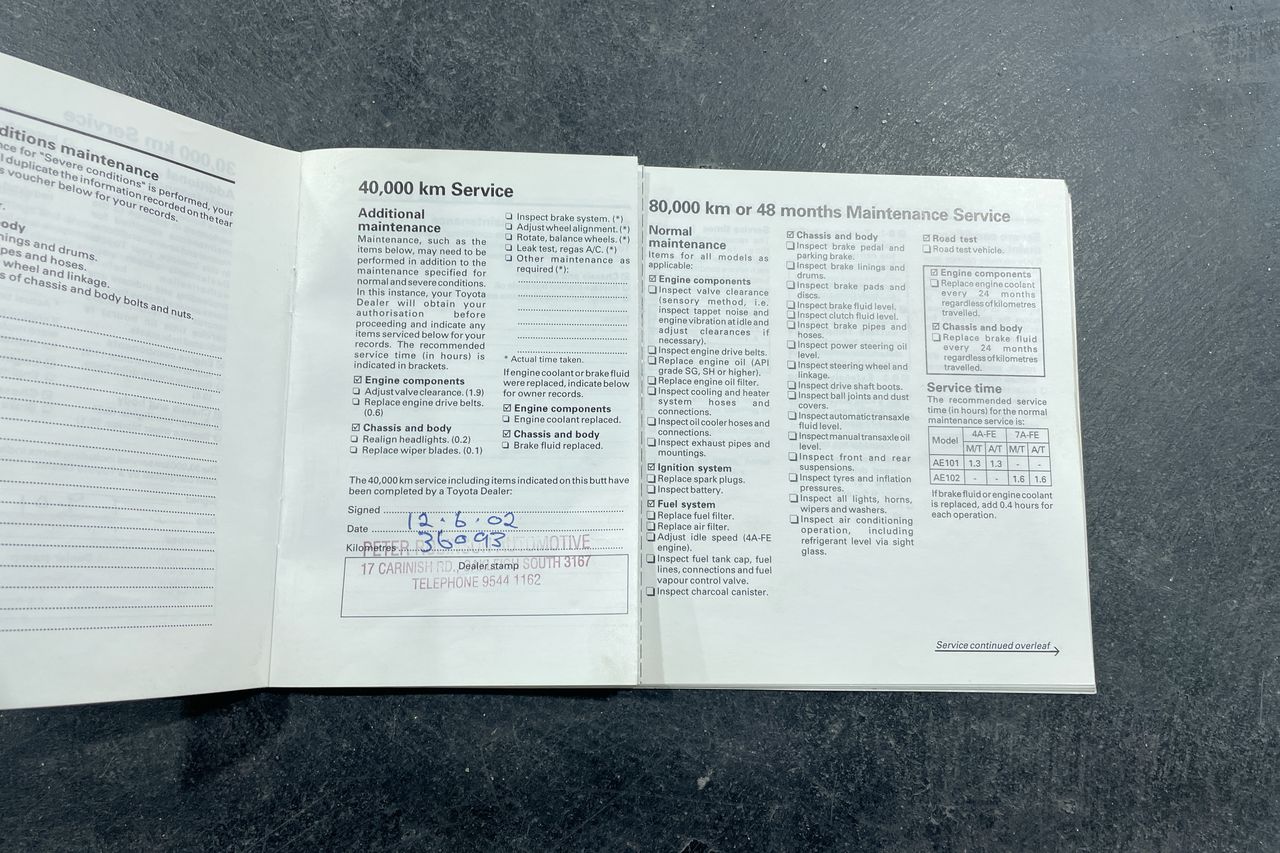 30,000 km Service
ditions maintenance
nce for "Severe conditions" is performed, your
l duplicate the information recorded on the tear
s voucher below for your records.
r.
ody
nings and drums.
pes and hoses.
wheel and linkage.
s of chassis and body bolts and nuts.
40,000 km Service
Additional
maintenance
Maintenance, such as the
items below, may need to be
performed in addition to the
maintenance specified for
normal and severe conditions.
In this instance, your Toyota
Dealer will obtain your
authorisation before
proceeding and indicate any
items serviced below for your
records. The recommended
service time (in hours) is
indicated in brackets.
☑ Engine components
❏ Adjust valve clearance. (1.9)
❏ Replace engine drive belts.
(0.6)
☑ Chassis and body
❏ Realign headlights. (0.2)
❏ Replace wiper blades. (0.1)
❏ Inspect brake system. (*)
❏ Adjust wheel alignment. (*)
❏ Rotate, balance wheels. (*)
❏ Leak test, regas A/C. (*)
❏ Other maintenance as
required (*):
* Actual time taken.
If engine coolant or brake fluid
were replaced, indicate below
for owner records.
☑ Engine components
❏ Engine coolant replaced.
☑ Chassis and body
❏ Brake fluid replaced.
The 40,000 km service including items indicated on this butt have
been completed by a Toyota Dealer:
Signed
Date 12.6.02
Kilometres 36093
PETER AUTOMOTIVE
17 CARINISH RD, SOUTH 3167
Dealer stamp
TELEPHONE 9544 1162
80,000 km or 48 months Maintenance Service
Normal
maintenance
Items for all models as
applicable:
☑ Engine components
❏ Inspect valve clearance
(sensory method, i.e.
inspect tappet noise and
engine vibration at idle and
adjust clearances if
necessary).
❏ Inspect engine drive belts.
❏ Replace engine oil (API
grade SG, SH or higher).
❏ Replace engine oil filter.
❏ Inspect cooling and heater
system hoses and
connections.
❏ Inspect oil cooler hoses and
connections.
❏ Inspect exhaust pipes and
mountings.
☑ Ignition system
❏ Replace spark plugs.
❏ Inspect battery.
☑ Fuel system
❏ Replace fuel filter.
❏ Replace air filter.
❏ Adjust idle speed (4A-FE
engine).
❏ Inspect fuel tank cap, fuel
lines, connections and fuel
vapour control valve.
❏ Inspect charcoal canister.
☑ Chassis and body
❏ Inspect brake pedal and
parking brake.
❏ Inspect brake linings and
drums.
❏ Inspect brake pads and
discs.
❏ Inspect brake fluid level.
❏ Inspect clutch fluid level.
❏ Inspect brake pipes and
hoses.
❏ Inspect power steering oil
level.
❏ Inspect steering wheel and
linkage.
❏ Inspect drive shaft boots.
❏ Inspect ball joints and dust
covers.
❏ Inspect automatic transaxle
fluid level.
❏ Inspect manual transaxle oil
level.
❏ Inspect front and rear
suspensions.
❏ Inspect tyres and inflation
pressures.
❏ Inspect all lights, horns,
wipers and washers.
❏ Inspect air conditioning
operation, including
refrigerant level via sight
glass.
☑ Road test
❏ Road test vehicle.
☑ Engine components
❏ Replace engine coolant
every 24 months
regardless of kilometres
travelled.
☑ Chassis and body
❏ Replace brake fluid
every 24 months
regardless of kilometres
travelled.
Service time
The recommended service
time (in hours) for the normal
maintenance service is:
Model 4A-FE 7A-FE
M/T A/T M/T A/T
AE101 1.3 1.3 - -
AE102 - - 1.6 1.6
If brake fluid or engine coolant
is replaced, add 0.4 hours for
each operation.
Service continued overleaf